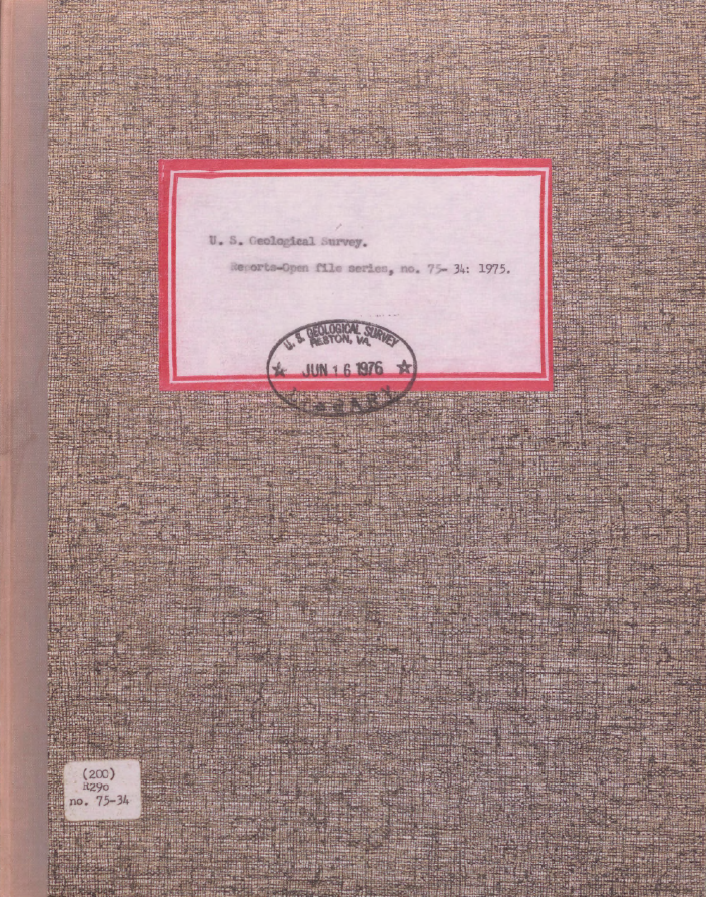 U. S. Geological Survey.
Reports-Open file series, no. 75- 34: 1975.
U. S. GEOLOGICAL SURVEY
RESTON, VA.
★ JUN 16 1976 ★
LIBRARY
(200)
R29o
no. 75-34